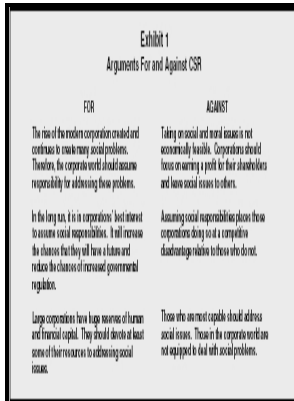 Exhibit 1
Arguments For and Against CSR
FOR
The rise of the modern corporation created and
continues to create many social problems.
Therefore, the corporate world should assume
responsibility for addressing these problems.
In the long run, it is in corporations' best interest
to assume social responsibilities. It will increase
the chances that they will have a future and
reduce the chances of increased governmental
regulation.
Large corporations have huge reserves of human
and financial capital. They should devote at least
some of their resources to addressing social
issues.
AGAINST
Taking on social and moral issues is not
economically feasible. Corporations should
focus on earning a profit for their shareholders
and leave social issues to others.
Assuming social responsibilities places those
corporations doing so at a competitive
disadvantage relative to those who do not.
Those who are most capable should address
social issues. Those in the corporate world are
not equipped to deal with social problems.